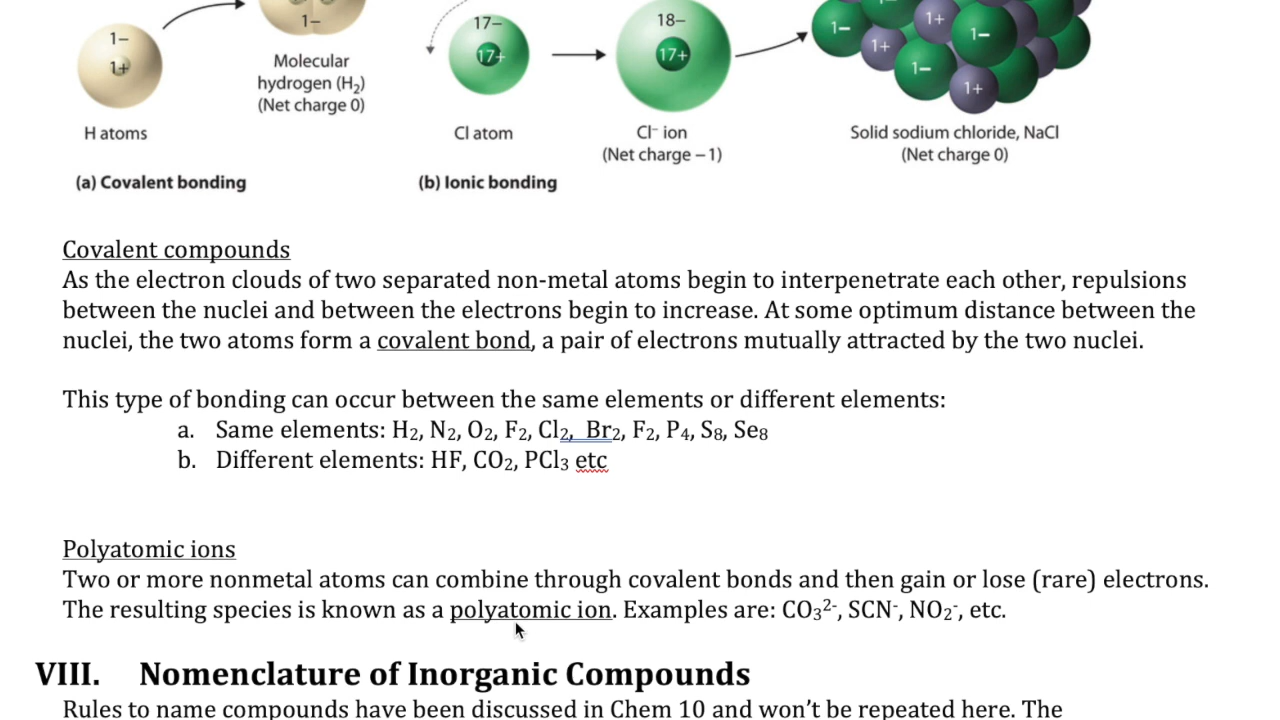 1–
1–
1+
Molecular
hydrogen (H₂)
(Net charge 0)
H atoms
(a) Covalent bonding
17–
17+
Cl atom
(b) Ionic bonding
18–
17+
Cl⁻ ion
(Net charge – 1)
1–
1+
1+
1–
1–
1+
Solid sodium chloride, NaCl
(Net charge 0)
Covalent compounds
As the electron clouds of two separated non-metal atoms begin to interpenetrate each other, repulsions
between the nuclei and between the electrons begin to increase. At some optimum distance between the
nuclei, the two atoms form a covalent bond, a pair of electrons mutually attracted by the two nuclei.
This type of bonding can occur between the same elements or different elements:
a. Same elements: H₂, N₂, O₂, F₂, Cl₂, Br₂, F₂, P₄, S₈, Se₈
b. Different elements: HF, CO₂, PCl₃ etc
Polyatomic ions
Two or more nonmetal atoms can combine through covalent bonds and then gain or lose (rare) electrons.
The resulting species is known as a polyatomic ion. Examples are: CO₃²⁻, SCN⁻, NO₂⁻, etc.
VIII. Nomenclature of Inorganic Compounds
Rules to name compounds have been discussed in Chem 10 and won't be repeated here. The